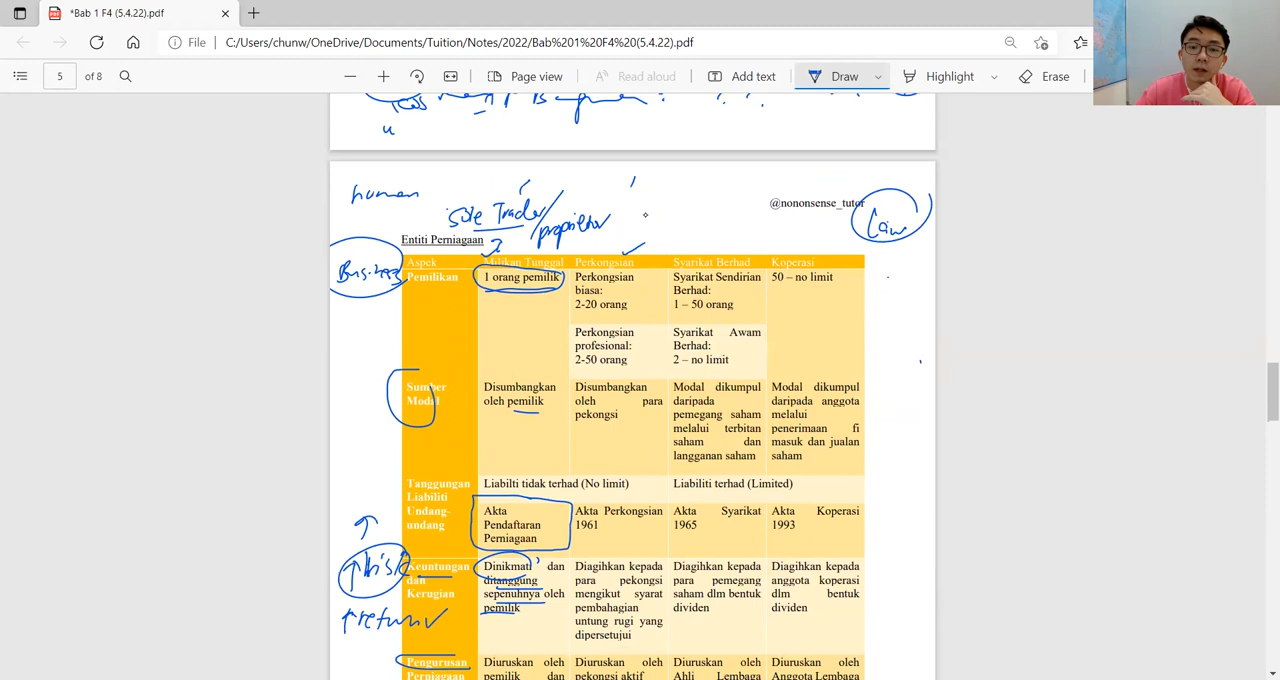 *Bab 1 F4 (5.4.22).pdf
File C:/Users/chunw/OneDrive/Documents/Tuition/Notes/2022/Bab%201%20F4%20(5.4.22).pdf
5 of 8 Page view Read aloud Add text Draw Highlight Erase
human
@nononsense_tutor
Law
Sole Trader/
proprietor
Entiti Perniagaan
Business
Aspek Milikan Tunggal Perkongsian Syarikat Berhad Koperasi
Pemilikan 1 orang pemilik Perkongsian Syarikat Sendirian 50 – no limit
biasa: Berhad:
2-20 orang 1 – 50 orang
Perkongsian Syarikat Awam
profesional: Berhad:
2-50 orang 2 – no limit
Sumber Disumbangkan Disumbangkan Modal dikumpul Modal dikumpul
Modal oleh pemilik oleh para daripada daripada anggota
pekongsi pemegang saham melalui
melalui terbitan penerimaan fi
saham dan masuk dan jualan
langganan saham saham
Tanggungan Liabilti tidak terhad (No limit) Liabiliti terhad (Limited)
Liabiliti
Undang- Akta Akta Perkongsian Akta Syarikat Akta Koperasi
undang Pendaftaran 1961 1965 1993
Perniagaan
Keuntungan Dinikmati dan Diagihkan kepada Diagihkan kepada Diagihkan kepada
dan ditanggung para pekongsi para pemegang anggota koperasi
Kerugian sepenuhnya oleh mengikut syarat saham dlm bentuk dlm bentuk
pemilik pembahagian dividen dividen
untung rugi yang
dipersetujui
↑risk
↑return
Pengurusan Diuruskan oleh Diuruskan oleh Diuruskan oleh Diuruskan oleh
Perniagaan pemilik dan pekongsi aktif Ahli Lembaga Anggota Lembaga